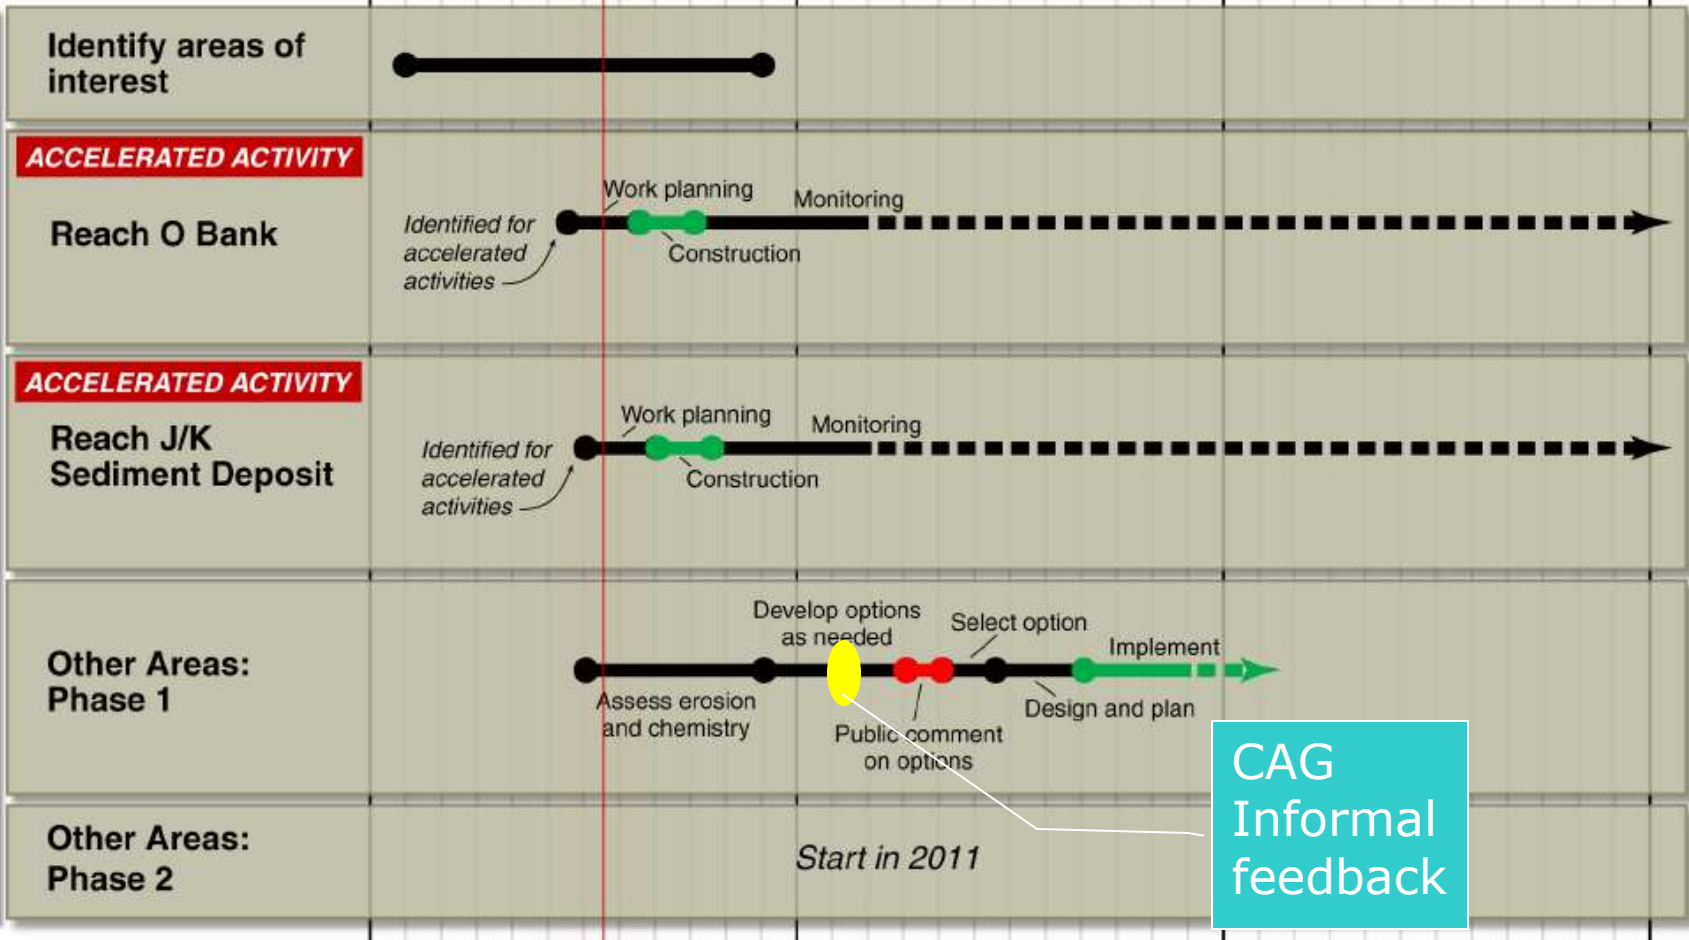 Identify areas of
interest
ACCELERATED ACTIVITY
Reach O Bank
Identified for
accelerated
activities
Work planning
Construction
Monitoring
ACCELERATED ACTIVITY
Reach J/K
Sediment Deposit
Identified for
accelerated
activities
Work planning
Construction
Monitoring
Other Areas:
Phase 1
Assess erosion
and chemistry
Develop options
as needed
Public comment
on options
Select option
Design and plan
Implement
CAG
Informal
feedback
Other Areas:
Phase 2
Start in 2011